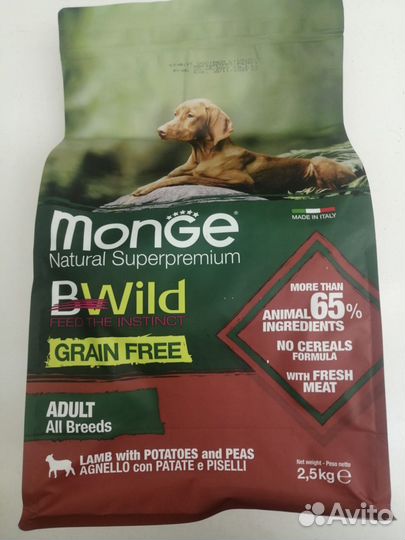 MADE IN ITALY
MONGE
Natural Superpremium
BWild
FEED THE INSTINCT
GRAIN FREE
MORE THAN
ANIMAL 65%
INGREDIENTS
NO CEREALS
FORMULA
WITH FRESH
MEAT
ADULT
All Breeds
LAMB with POTATOES and PEAS
AGNELLO con PATATE e PISELLI
Net weight - Peso netto
2,5kg e
Avito